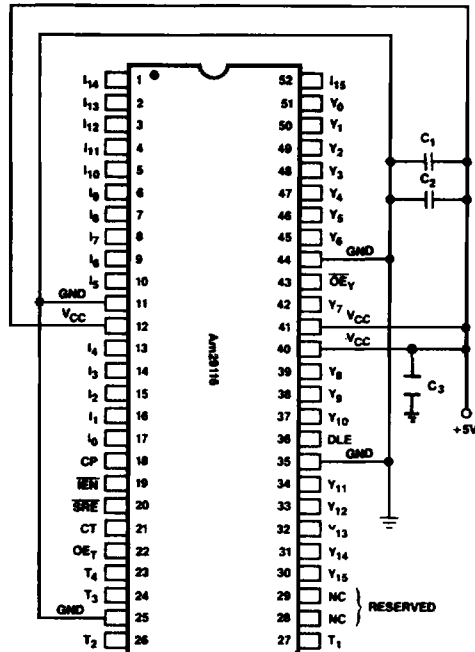 I14 1 52 I15
I13 2 51 Y0
I12 3 50 Y1
I11 4 49 Y2
I10 5 48 Y3
I9 6 47 Y4
I8 7 46 Y5
I7 8 45 Y6
I6 9 44 GND
I5 10 43 OEY
GND 11 42 Y7
VCC 12 41 VCC
I4 13 40 VCC
I3 14 39 Y8
I2 15 38 Y9
I1 16 37 Y10
I0 17 36 DLE
CP 18 35 GND
IEN 19 34 Y11
SRE 20 33 Y12
CT 21 32 Y13
OET 22 31 Y14
T4 23 30 Y15
T3 24 29 NC
GND 25 28 NC
T2 26 27 T1
RESERVED
Am29116
C1
C2
C3
+5V